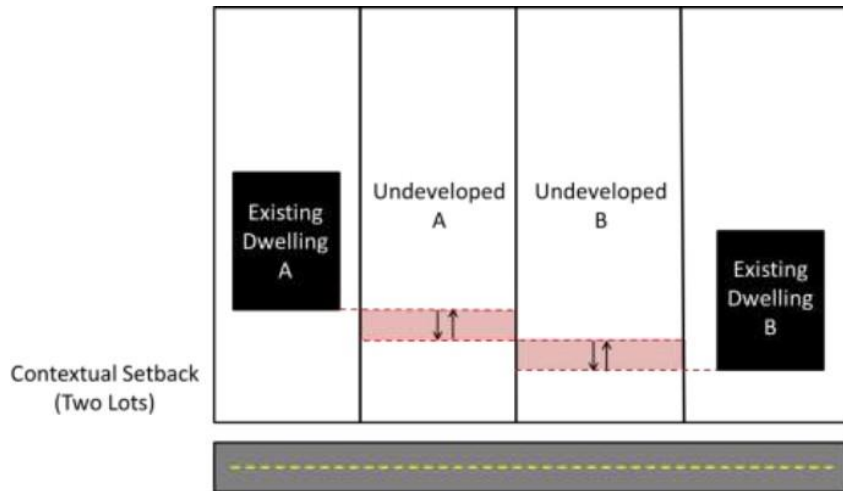 Existing
Dwelling
A
Undeveloped
A
Undeveloped
B
Existing
Dwelling
B
Contextual Setback
(Two Lots)